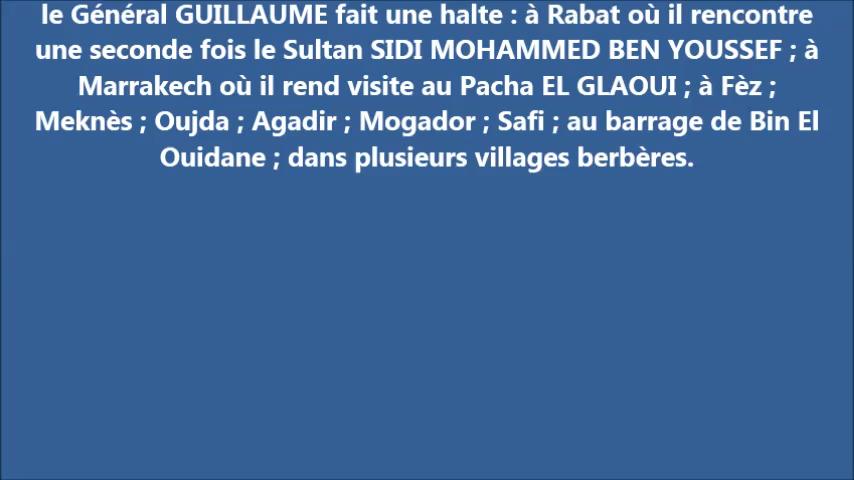 le Général GUILLAUME fait une halte : à Rabat où il rencontre
une seconde fois le Sultan SIDI MOHAMMED BEN YOUSSEF ; à
Marrakech où il rend visite au Pacha EL GLAOUI ; à Fèz ;
Meknès ; Oujda ; Agadir ; Mogador ; Safi ; au barrage de Bin El
Ouidane ; dans plusieurs villages berbères.